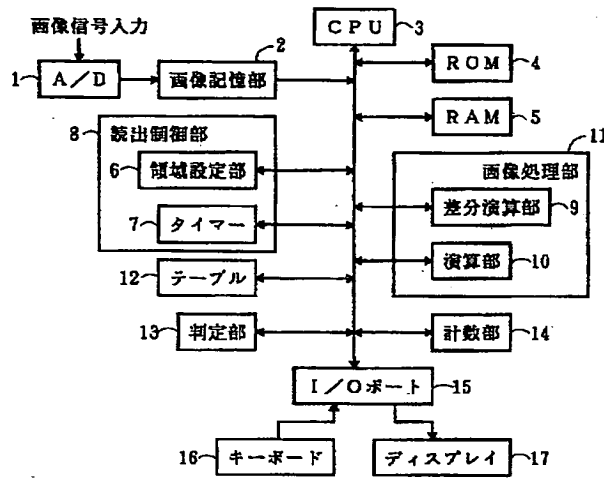 画像信号入力
1 A/D
2 画像記憶部
CPU 3
ROM 4
RAM 5
8 読出制御部
6 領域設定部
7 タイマー
11 画像処理部
差分演算部 9
演算部 10
12 テーブル
13 判定部
計数部 14
I/Oポート 15
16 キーボード
ディスプレイ 17